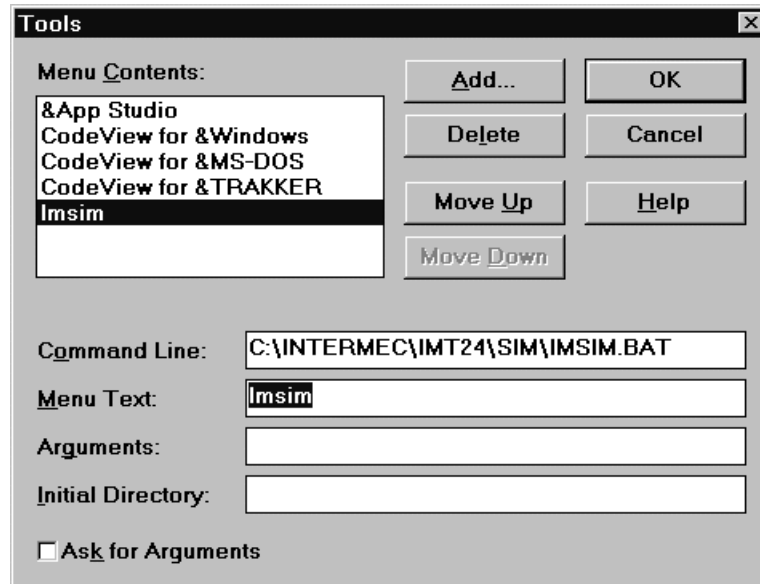 Tools
Menu Contents:
&App Studio
CodeView for &Windows
CodeView for &MS-DOS
CodeView for &TRAKKER
Imsim
Add...
OK
Delete
Cancel
Move Up
Help
Move Down
Command Line:
C:\INTERMEC\IMT24\SIM\IMSIM.BAT
Menu Text:
Imsim
Arguments:
Initial Directory:
Ask for Arguments